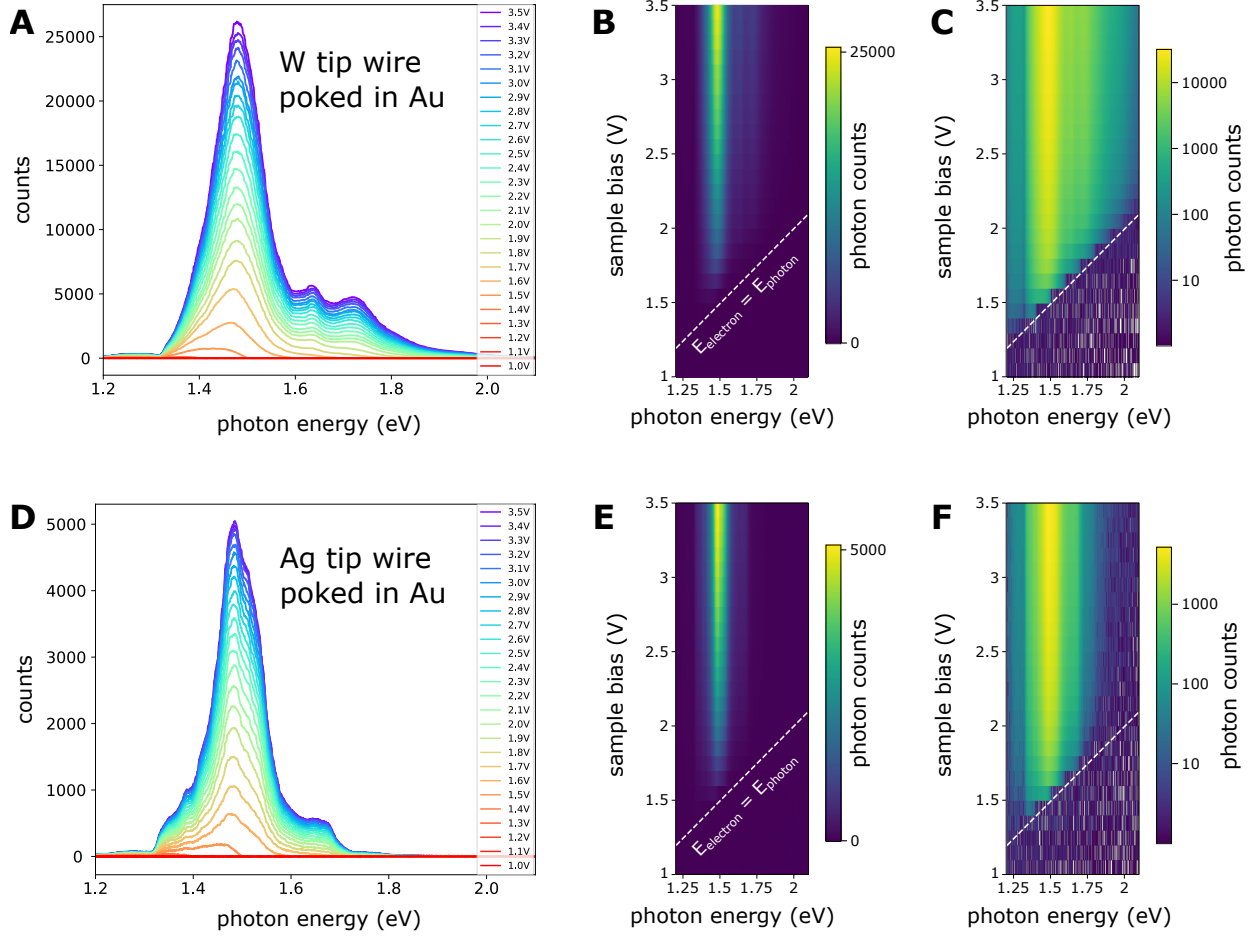 A
W tip wire
poked in Au
counts
25000
20000
15000
10000
5000
0
1.2
1.4
1.6
1.8
2.0
photon energy (eV)
3.5V
3.4V
3.3V
3.2V
3.1V
3.0V
2.9V
2.8V
2.7V
2.6V
2.5V
2.4V
2.3V
2.2V
2.1V
2.0V
1.9V
1.8V
1.7V
1.6V
1.5V
1.4V
1.3V
1.2V
1.1V
1.0V
B
sample bias (V)
3.5
3
2.5
2
1.5
1
E_electron = E_photon
1.25
1.5
1.75
2
photon energy (eV)
25000
0
photon counts
C
sample bias (V)
3.5
3
2.5
2
1.5
1
1.25
1.5
1.75
2
photon energy (eV)
10000
1000
100
10
photon counts
D
Ag tip wire
poked in Au
counts
5000
4000
3000
2000
1000
0
1.2
1.4
1.6
1.8
2.0
photon energy (eV)
3.5V
3.4V
3.3V
3.2V
3.1V
3.0V
2.9V
2.8V
2.7V
2.6V
2.5V
2.4V
2.3V
2.2V
2.1V
2.0V
1.9V
1.8V
1.7V
1.6V
1.5V
1.4V
1.3V
1.2V
1.1V
1.0V
E
sample bias (V)
3.5
3
2.5
2
1.5
1
E_electron = E_photon
1.25
1.5
1.75
2
photon energy (eV)
5000
0
photon counts
F
sample bias (V)
3.5
3
2.5
2
1.5
1
1.25
1.5
1.75
2
photon energy (eV)
1000
100
10
photon counts